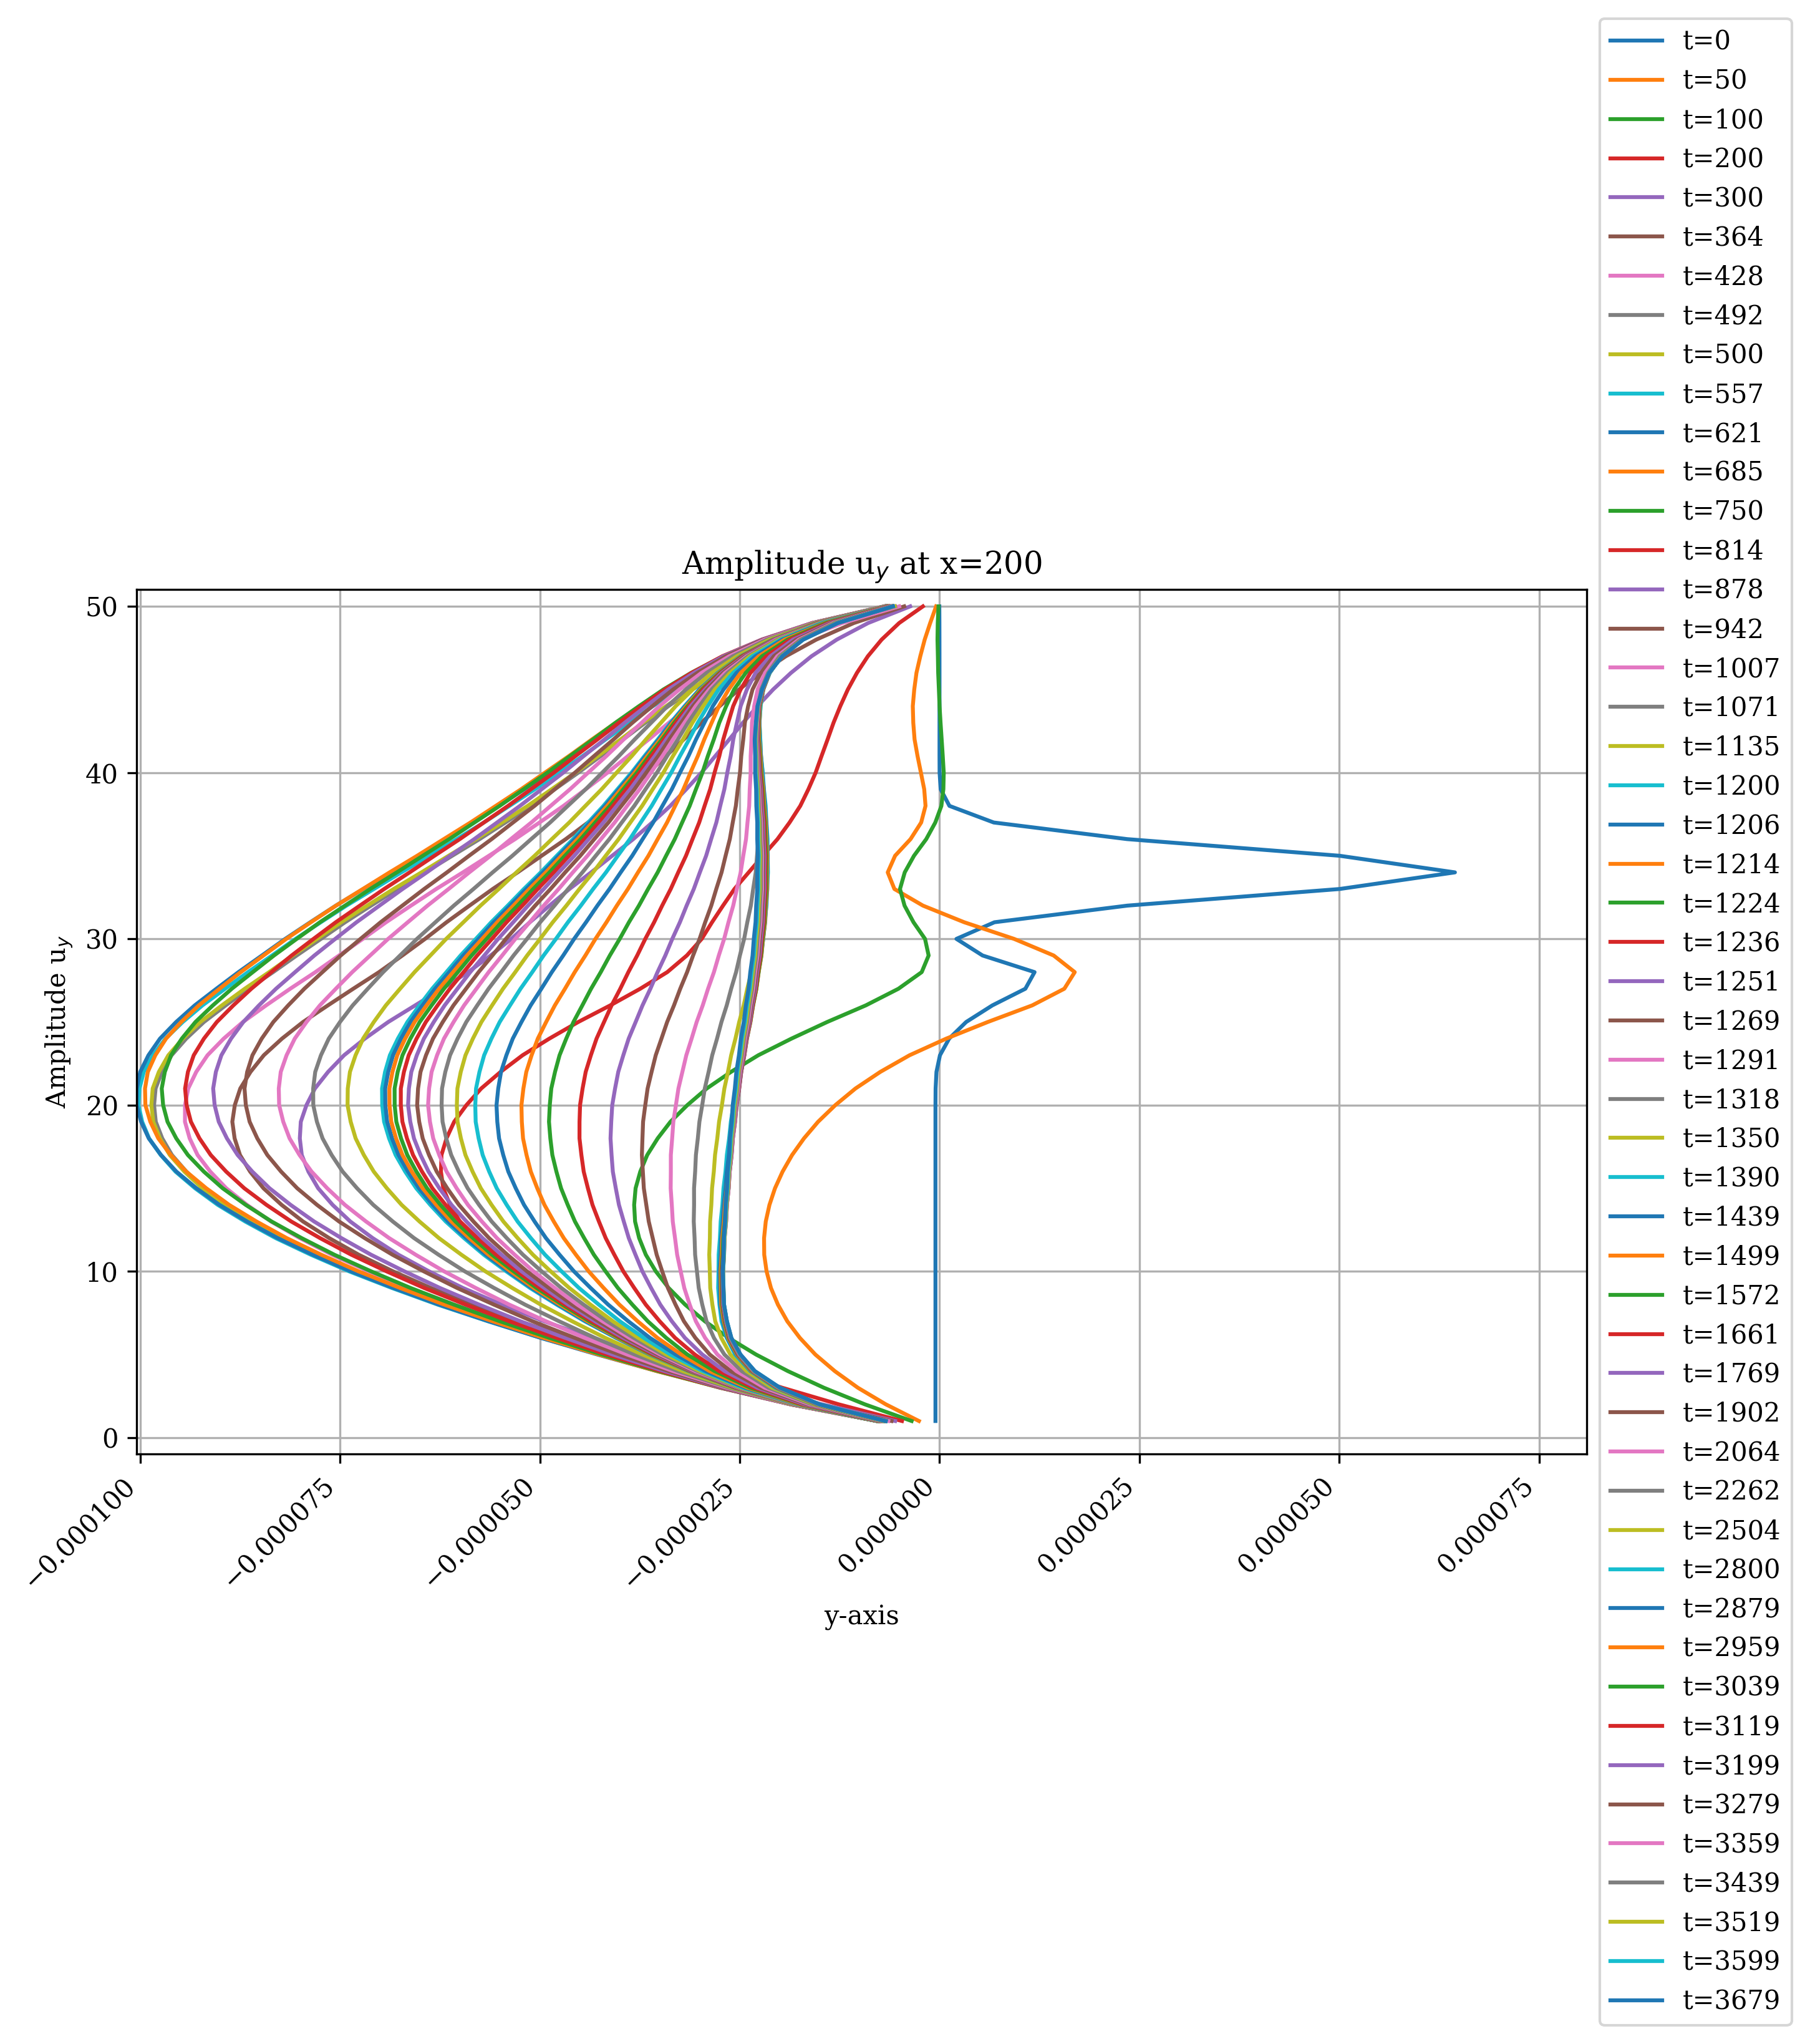 Amplitude u_y at x=200
Amplitude u_y
50
40
30
20
10
0
−0.000100
−0.000075
−0.000050
−0.000025
0.000000
0.000025
0.000050
0.000075
y-axis
t=0
t=50
t=100
t=200
t=300
t=364
t=428
t=492
t=500
t=557
t=621
t=685
t=750
t=814
t=878
t=942
t=1007
t=1071
t=1135
t=1200
t=1206
t=1214
t=1224
t=1236
t=1251
t=1269
t=1291
t=1318
t=1350
t=1390
t=1439
t=1499
t=1572
t=1661
t=1769
t=1902
t=2064
t=2262
t=2504
t=2800
t=2879
t=2959
t=3039
t=3119
t=3199
t=3279
t=3359
t=3439
t=3519
t=3599
t=3679